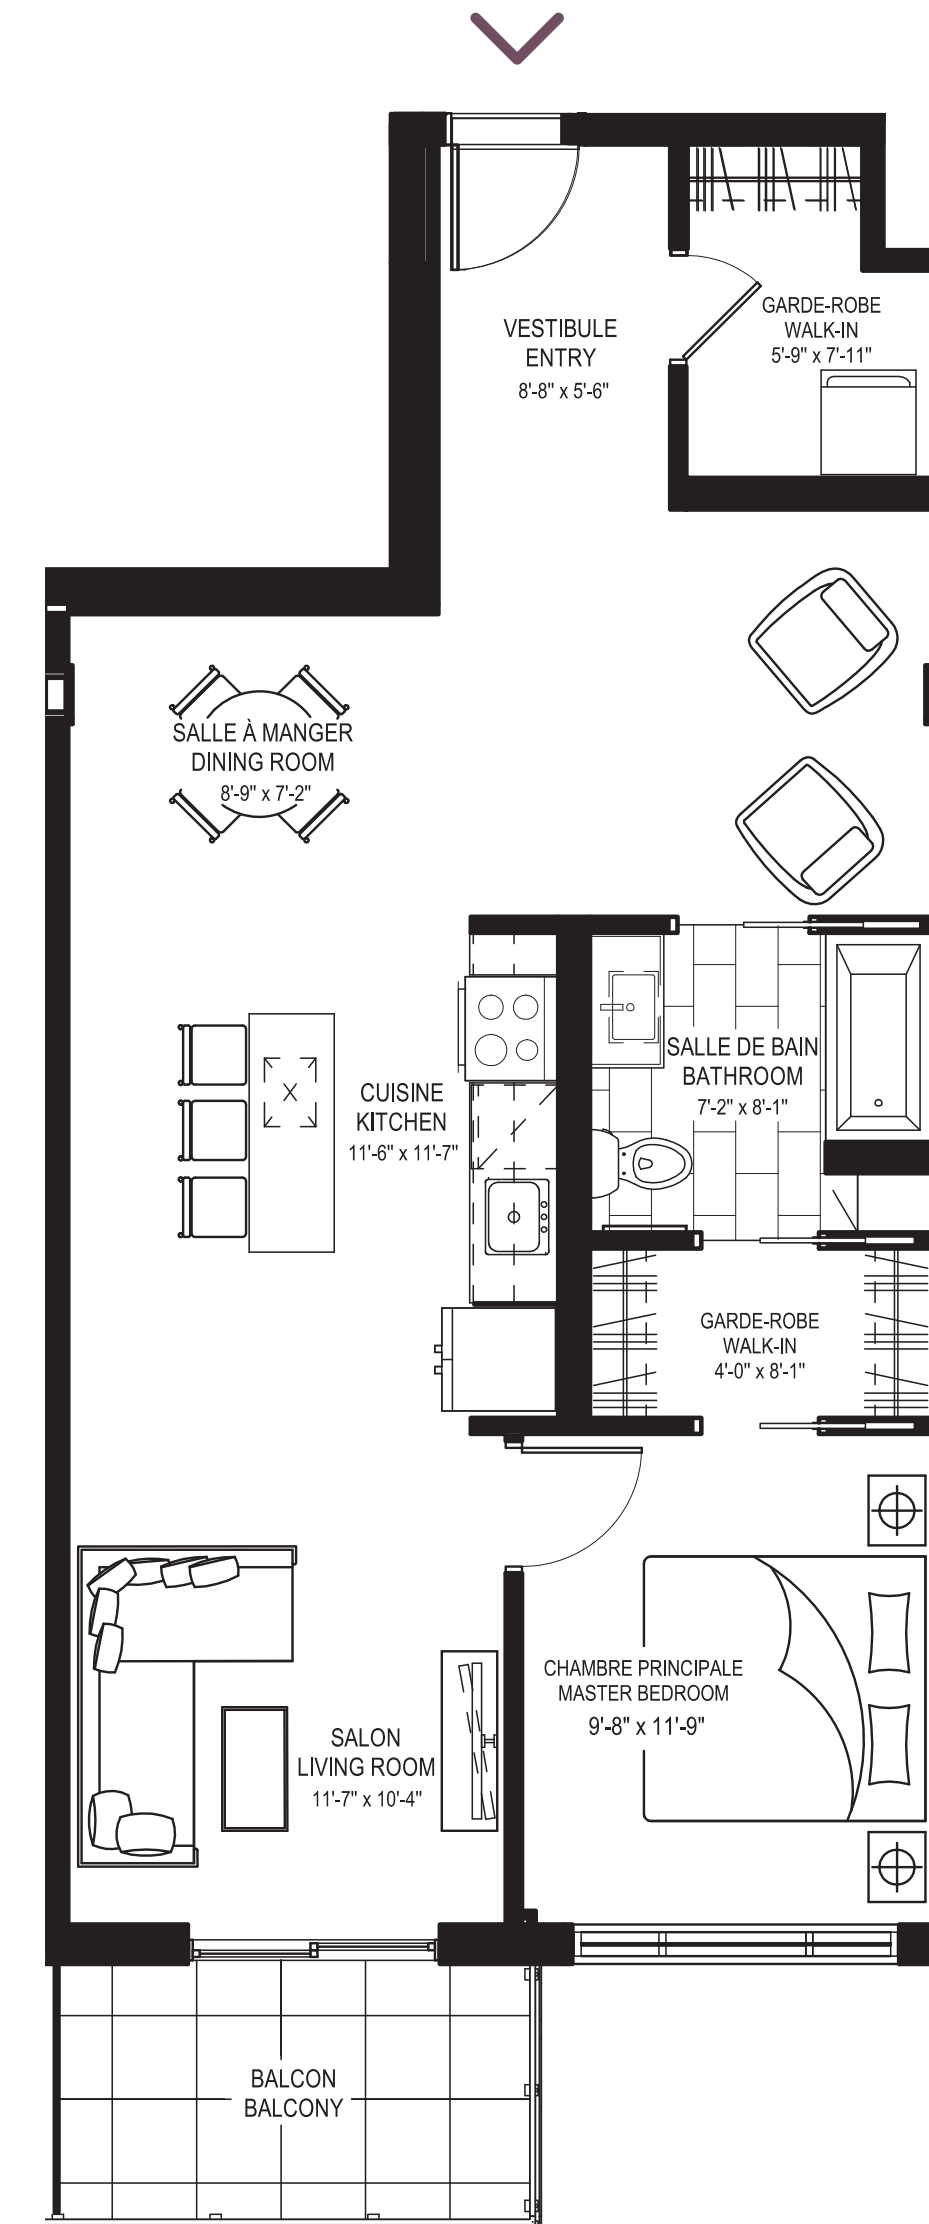 GARDE-ROBE
WALK-IN
5'-9" x 7'-11"
VESTIBULE
ENTRY
8'-8" x 5'-6"
SALLE À MANGER
DINING ROOM
8'-9" x 7'-2"
SALLE DE BAIN
BATHROOM
7'-2" x 8'-1"
CUISINE
KITCHEN
11'-6" x 11'-7"
GARDE-ROBE
WALK-IN
4'-0" x 8'-1"
CHAMBRE PRINCIPALE
MASTER BEDROOM
9'-8" x 11'-9"
SALON
LIVING ROOM
11'-7" x 10'-4"
BALCON
BALCONY